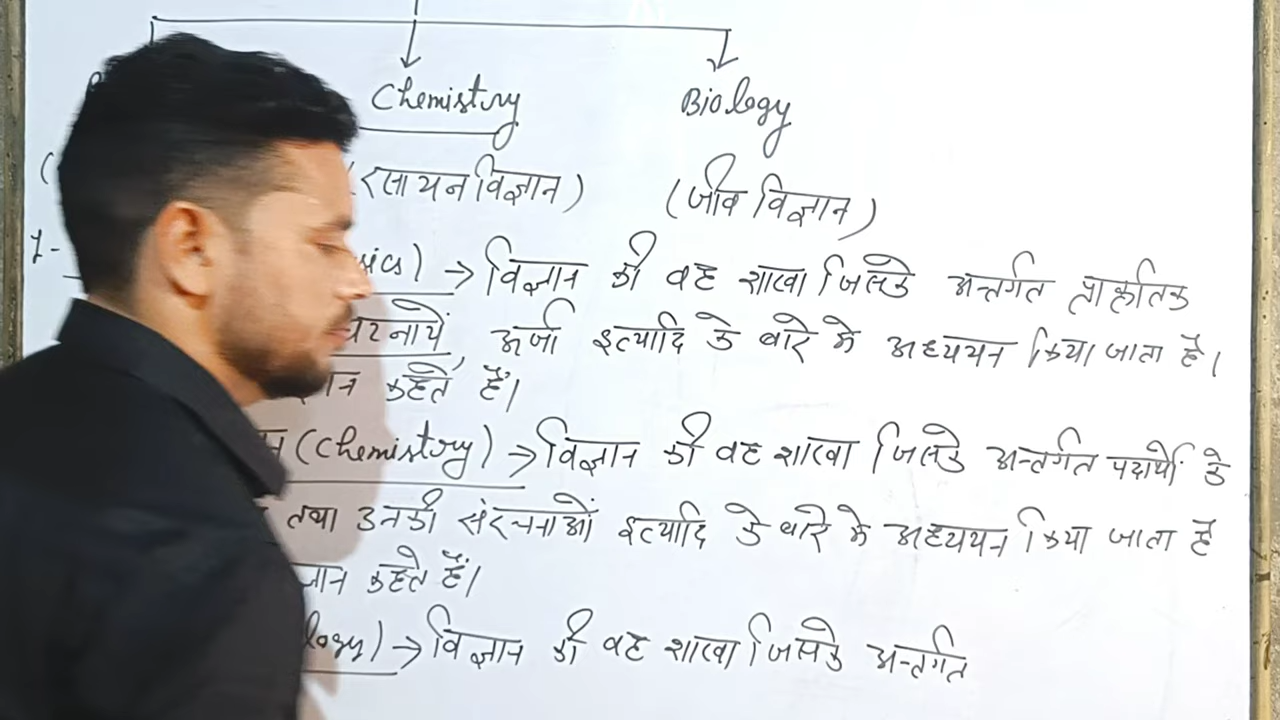 Chemistry Biology
(रसायन विज्ञान) (जीव विज्ञान)
1- sics) → विज्ञान की वह शाखा जिसके अन्तर्गत प्राकृतिक
घटनायें, ऊर्जा इत्यादि के बारे में अध्ययन किया जाता है।
कहते हैं।
(Chemistry) → विज्ञान की वह शाखा जिसके अन्तर्गत पदार्थों के
तथा उनकी संरचनाओं इत्यादि के बारे में अध्ययन किया जाता है
कहते हैं।
logy) → विज्ञान की वह शाखा जिसके अन्तर्गत